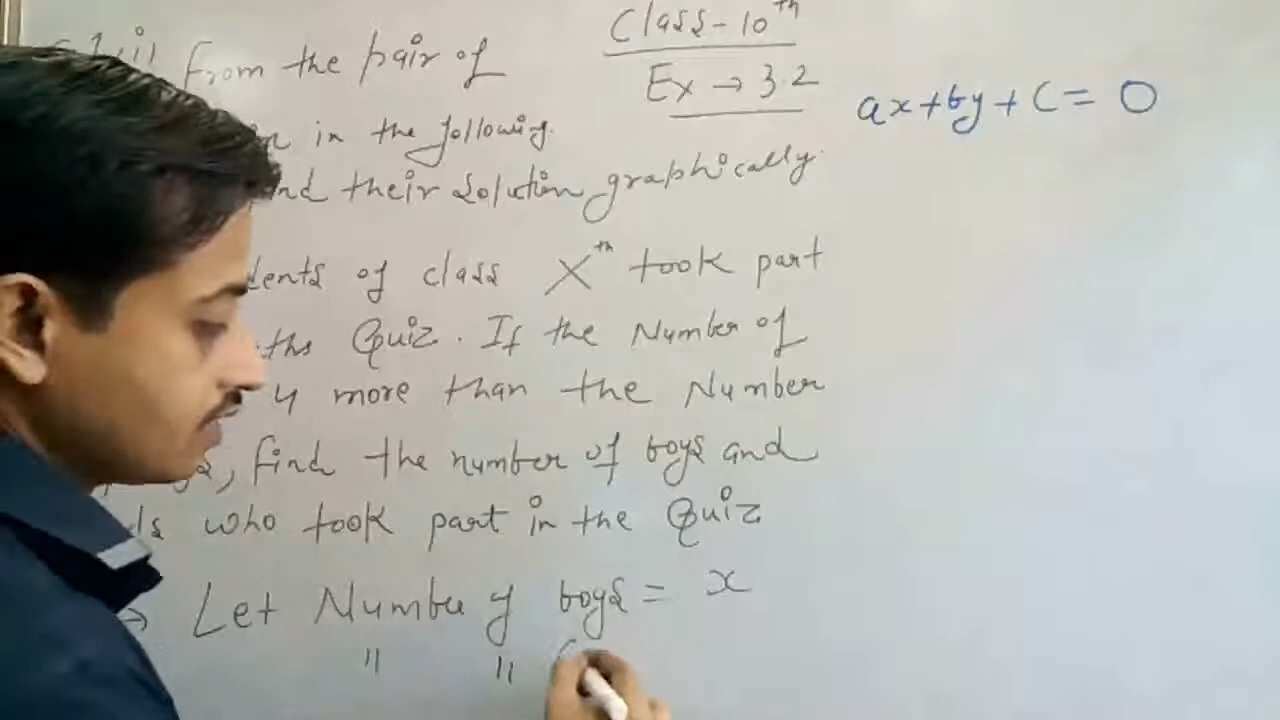 from the pair of
Class-10th
Ex → 3.2
ax+by+c=0
in the following.
their solution graphically
of class Xth took part
Quiz. If the Number of
4 more than the Number
, find the number of boys and
who took part in the Quiz
→ Let Number of boys = x
" "